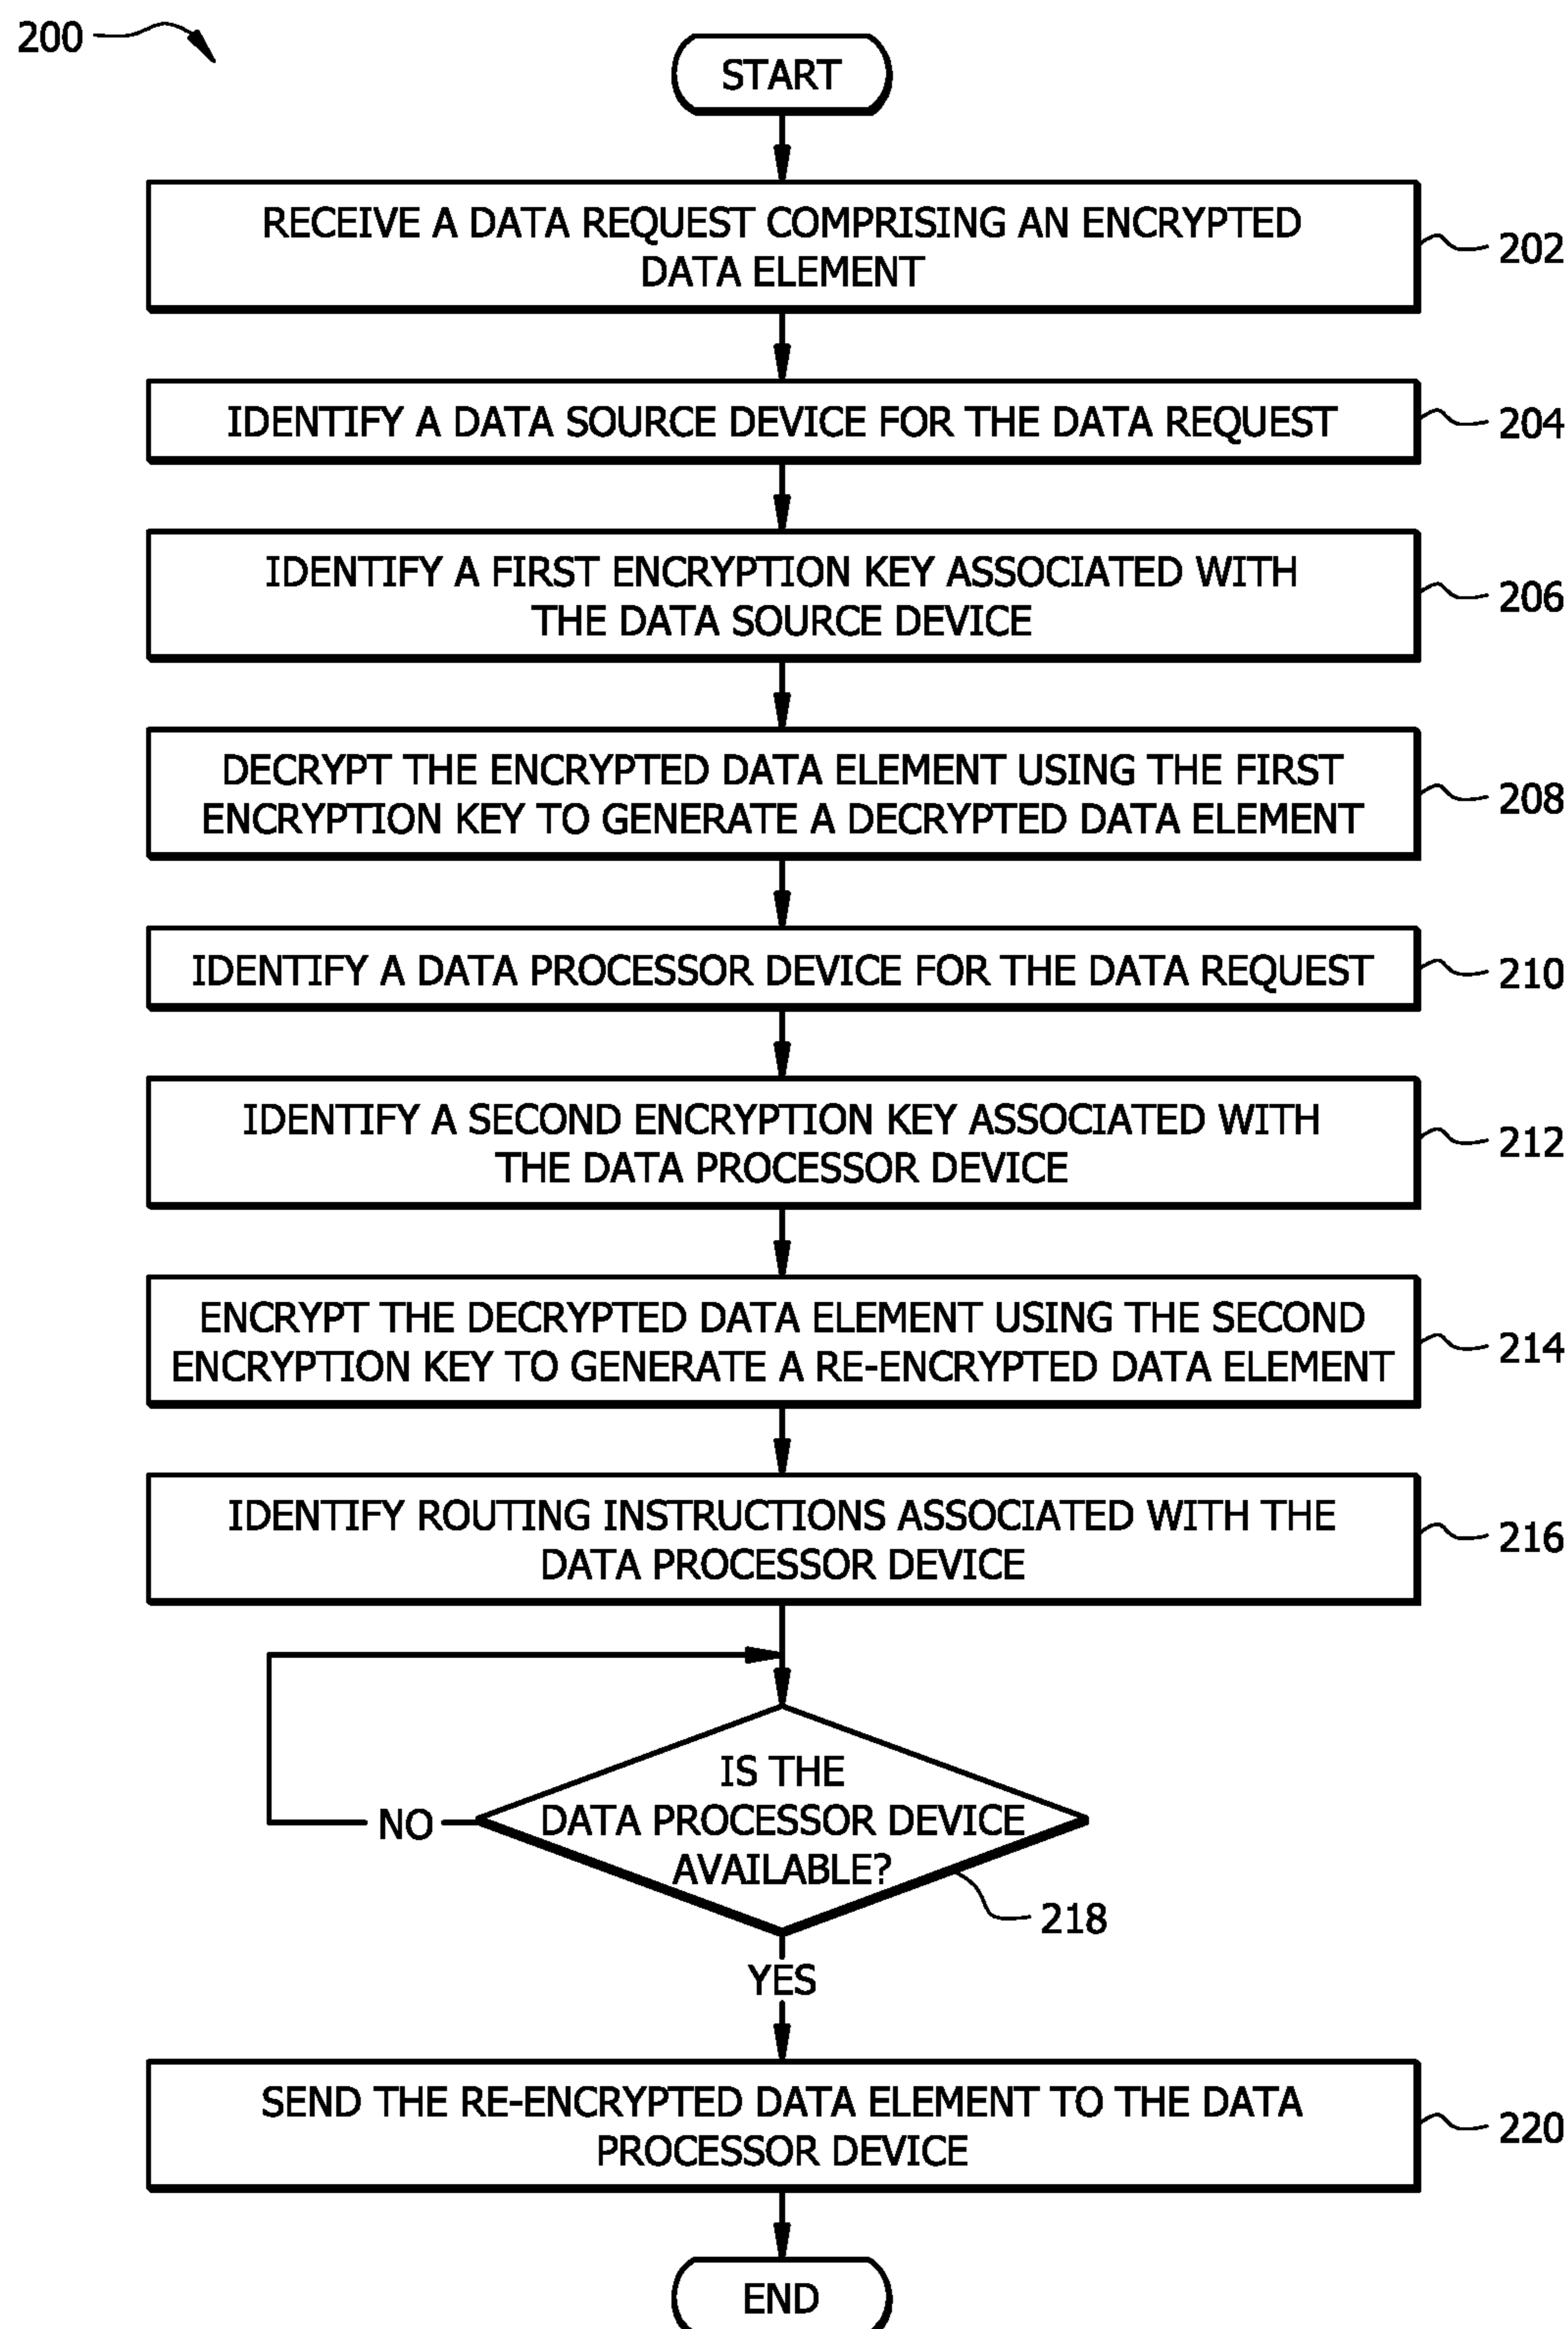 200
START
RECEIVE A DATA REQUEST COMPRISING AN ENCRYPTED
DATA ELEMENT
202
IDENTIFY A DATA SOURCE DEVICE FOR THE DATA REQUEST
204
IDENTIFY A FIRST ENCRYPTION KEY ASSOCIATED WITH
THE DATA SOURCE DEVICE
206
DECRYPT THE ENCRYPTED DATA ELEMENT USING THE FIRST
ENCRYPTION KEY TO GENERATE A DECRYPTED DATA ELEMENT
208
IDENTIFY A DATA PROCESSOR DEVICE FOR THE DATA REQUEST
210
IDENTIFY A SECOND ENCRYPTION KEY ASSOCIATED WITH
THE DATA PROCESSOR DEVICE
212
ENCRYPT THE DECRYPTED DATA ELEMENT USING THE SECOND
ENCRYPTION KEY TO GENERATE A RE-ENCRYPTED DATA ELEMENT
214
IDENTIFY ROUTING INSTRUCTIONS ASSOCIATED WITH THE
DATA PROCESSOR DEVICE
216
IS THE
DATA PROCESSOR DEVICE
AVAILABLE?
NO
218
YES
SEND THE RE-ENCRYPTED DATA ELEMENT TO THE DATA
PROCESSOR DEVICE
220
END